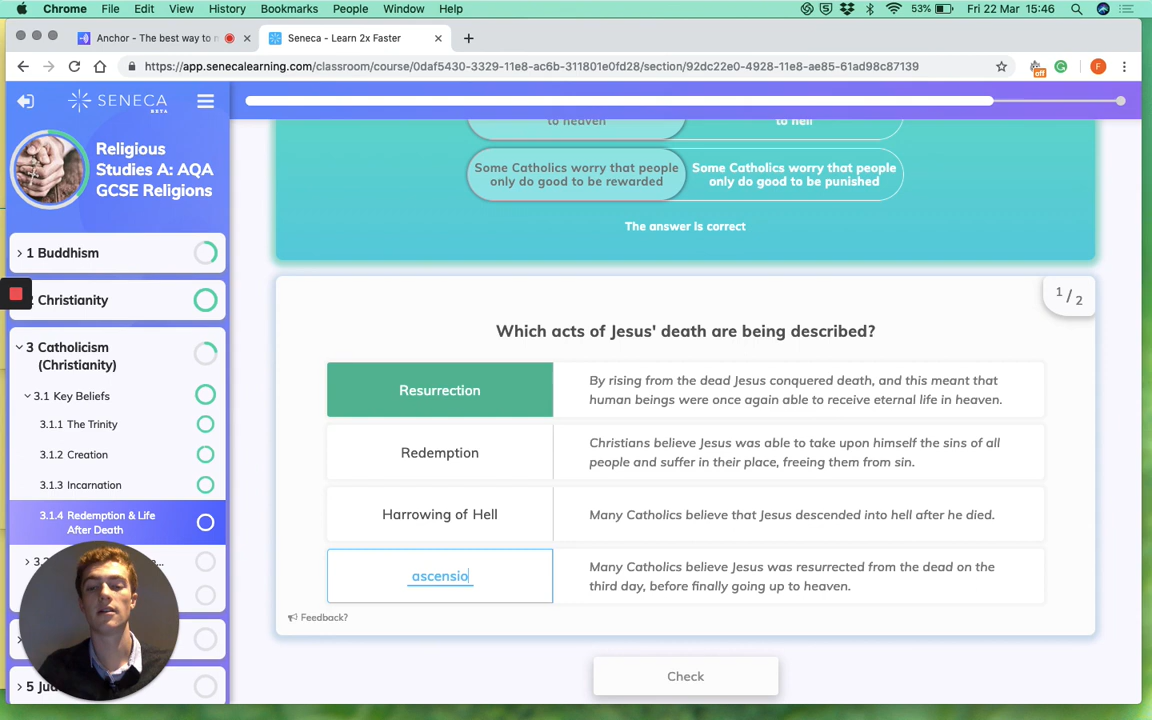 Chrome File Edit View History Bookmarks People Window Help 53% Fri 22 Mar 15:46
Anchor - The best way to
Seneca - Learn 2x Faster
https://app.senecalearning.com/classroom/course/0daf5430-3329-11e8-ac6b-311801e0fd28/section/92dc22e0-4928-11e8-ae85-61ad98c87139
off
F
SENECA
BETA
Religious
Studies A: AQA
GCSE Religions
1 Buddhism
Christianity
3 Catholicism
(Christianity)
3.1 Key Beliefs
3.1.1 The Trinity
3.1.2 Creation
3.1.3 Incarnation
3.1.4 Redemption & Life
After Death
to heaven
to hell
Some Catholics worry that people
only do good to be rewarded
Some Catholics worry that people
only do good to be punished
The answer is correct
1 / 2
Which acts of Jesus' death are being described?
Resurrection
By rising from the dead Jesus conquered death, and this meant that
human beings were once again able to receive eternal life in heaven.
Redemption
Christians believe Jesus was able to take upon himself the sins of all
people and suffer in their place, freeing them from sin.
Harrowing of Hell
Many Catholics believe that Jesus descended into hell after he died.
ascensio
Many Catholics believe Jesus was resurrected from the dead on the
third day, before finally going up to heaven.
Feedback?
Check